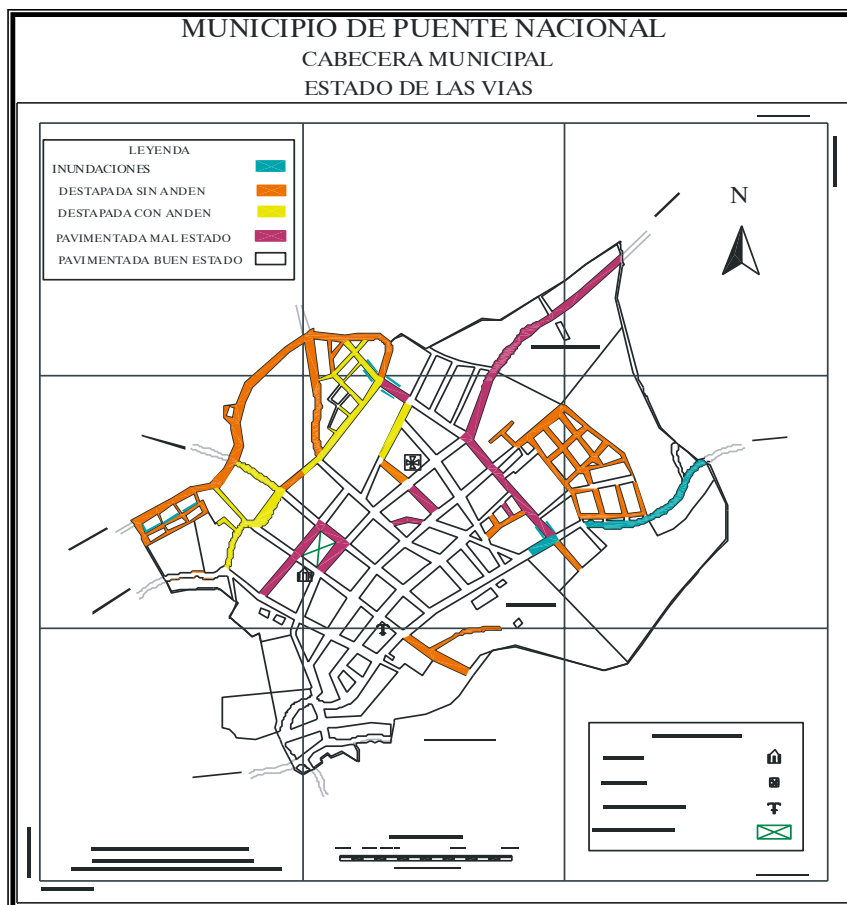 MUNICIPIO DE PUENTE NACIONAL
CABECERA MUNICIPAL
ESTADO DE LAS VIAS
LEYENDA
INUNDACIONES
DESTAPADA SIN ANDEN
DESTAPADA CON ANDEN
PAVIMENTADA MAL ESTADO
PAVIMENTADA BUEN ESTADO
N